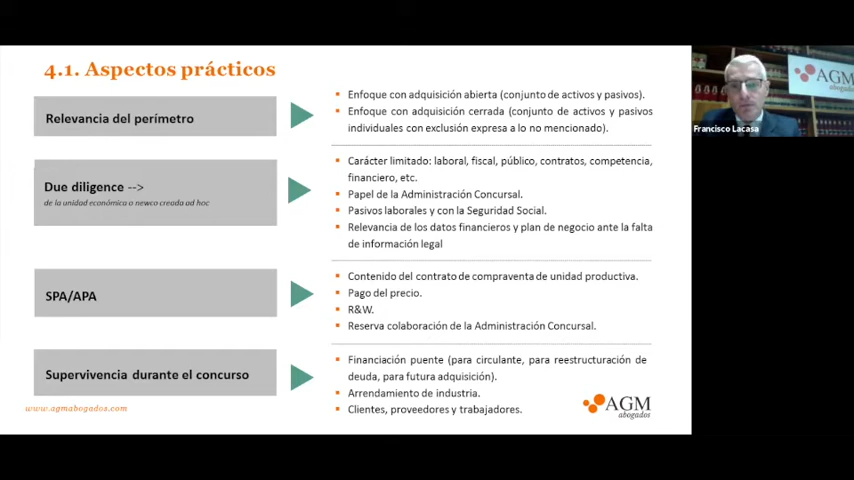 4.1. Aspectos prácticos
Relevancia del perímetro
Enfoque con adquisición abierta (conjunto de activos y pasivos).
Enfoque con adquisición cerrada (conjunto de activos y pasivos
individuales con exclusión expresa a lo no mencionado).
Due diligence -->
de la unidad económica o newco creada ad hoc
Carácter limitado: laboral, fiscal, público, contratos, competencia,
financiero, etc.
Papel de la Administración Concursal.
Pasivos laborales y con la Seguridad Social.
Relevancia de los datos financieros y plan de negocio ante la falta
de información legal
SPA/APA
Contenido del contrato de compraventa de unidad productiva.
Pago del precio.
R&W.
Reserva colaboración de la Administración Concursal.
Supervivencia durante el concurso
Financiación puente (para circulante, para reestructuración de
deuda, para futura adquisición).
Arrendamiento de industria.
Clientes, proveedores y trabajadores.
www.agmabogados.com
AGM
abogados
AGM
abogados
Francisco Lacasa